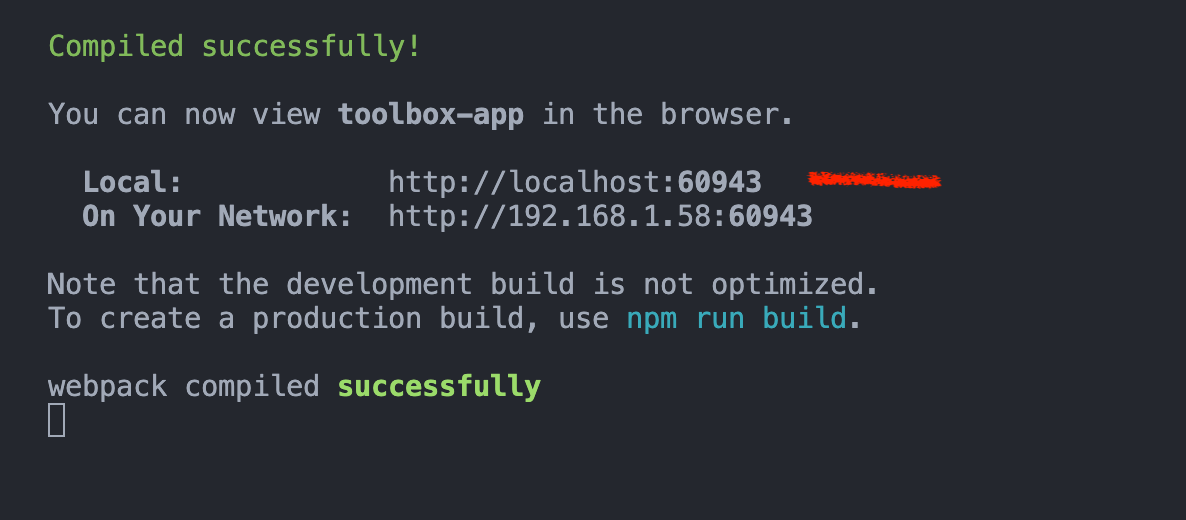 Compiled successfully!
You can now view toolbox-app in the browser.
Local: http://localhost:60943
On Your Network: http://192.168.1.58:60943
Note that the development build is not optimized.
To create a production build, use npm run build.
webpack compiled successfully